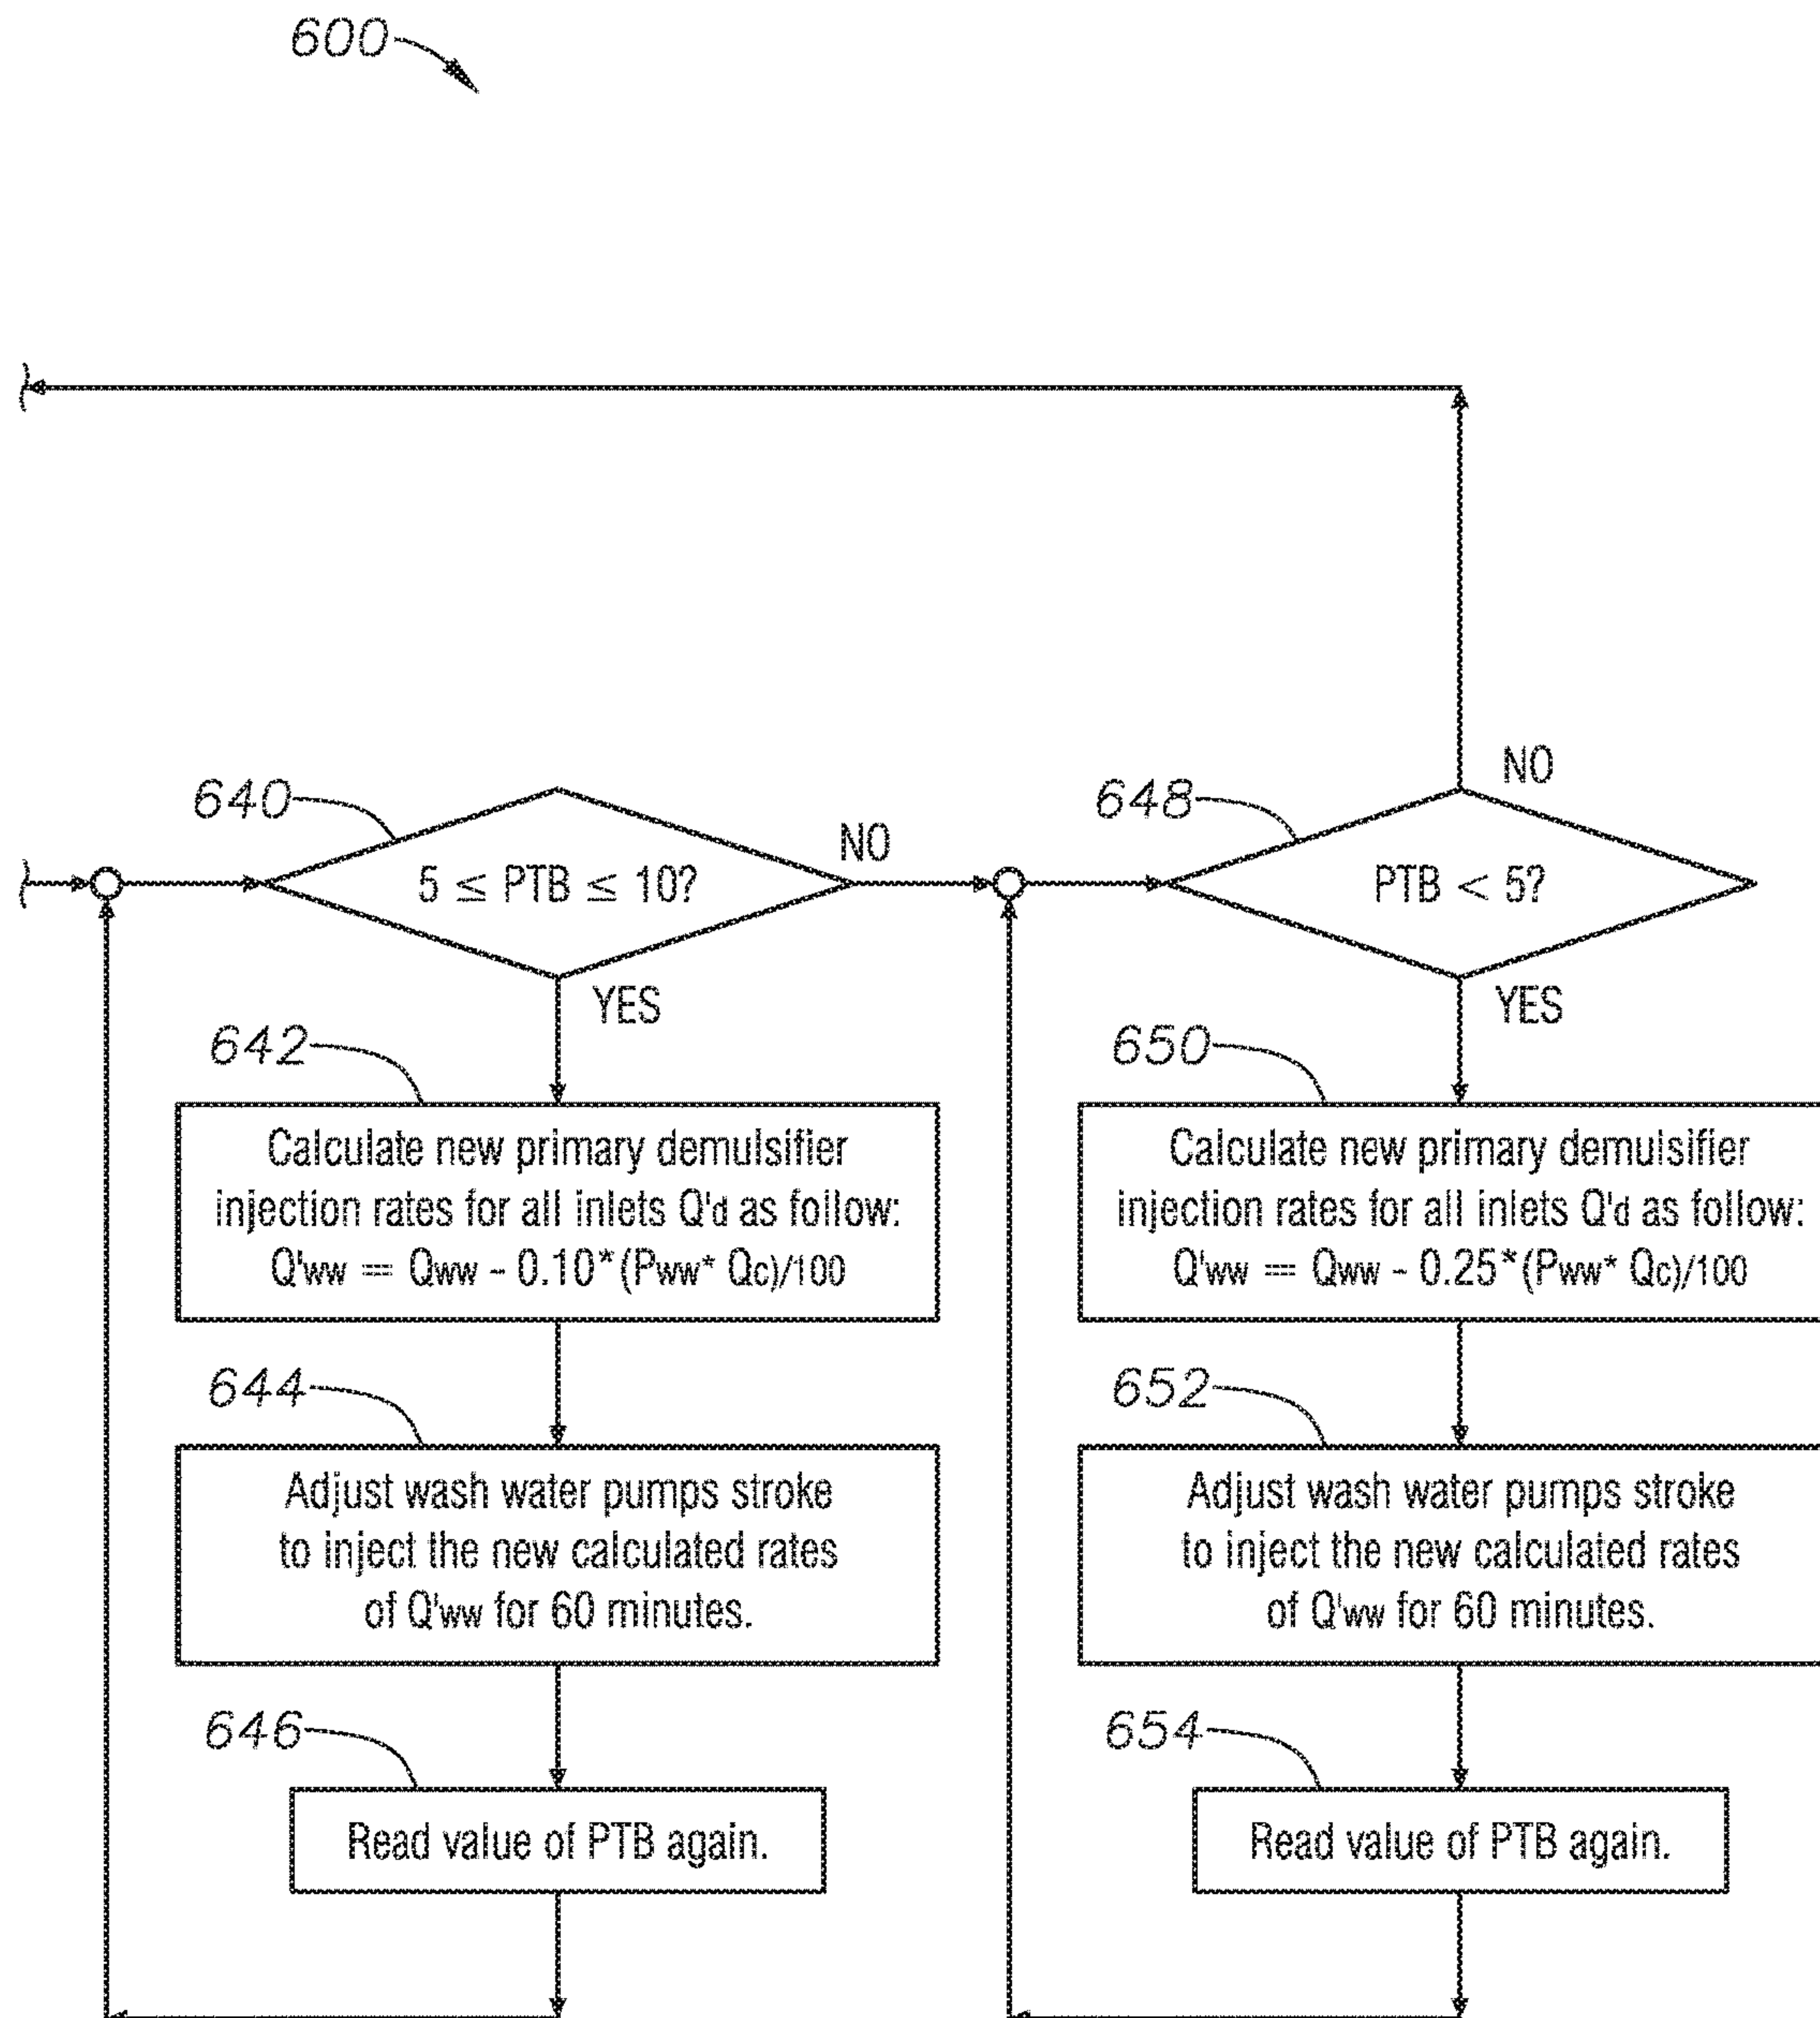 600
640
5 ≤ PTB ≤ 10?
NO
YES
648
PTB < 5?
NO
YES
642
Calculate new primary demulsifier
injection rates for all inlets Q'd as follow:
Q'ww = Qww - 0.10*(Pww* Qc)/100
644
Adjust wash water pumps stroke
to inject the new calculated rates
of Q'ww for 60 minutes.
646
Read value of PTB again.
650
Calculate new primary demulsifier
injection rates for all inlets Q'd as follow:
Q'ww = Qww - 0.25*(Pww* Qc)/100
652
Adjust wash water pumps stroke
to inject the new calculated rates
of Q'ww for 60 minutes.
654
Read value of PTB again.